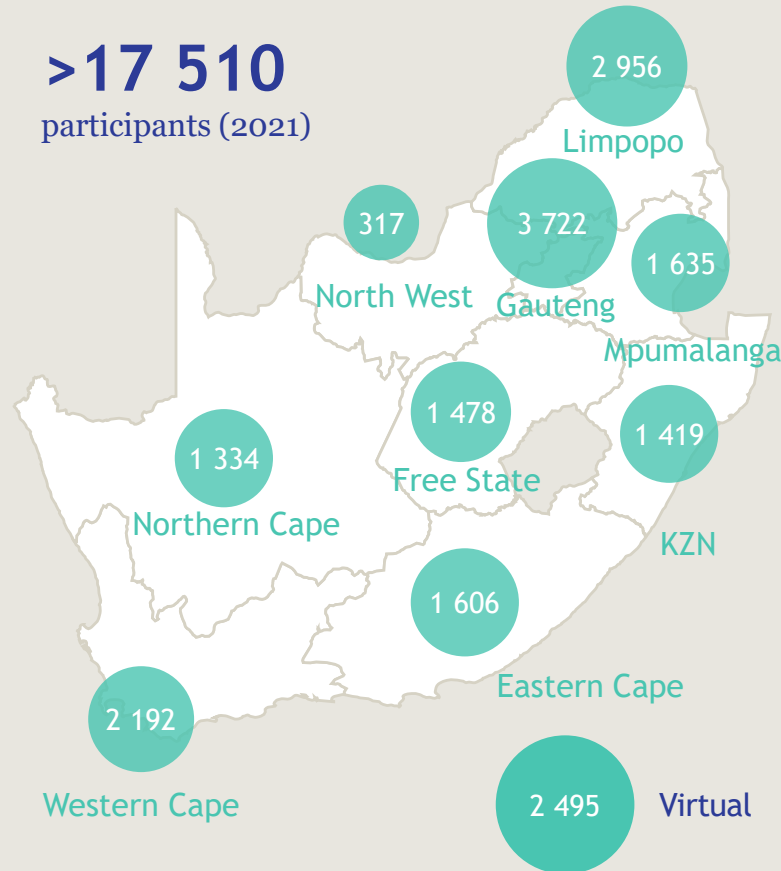 >17 510
participants (2021)
2 956
Limpopo
317
North West
3 722
Gauteng
1 635
Mpumalanga
1 478
Free State
1 419
KZN
1 334
Northern Cape
1 606
Eastern Cape
2 192
Western Cape
2 495
Virtual